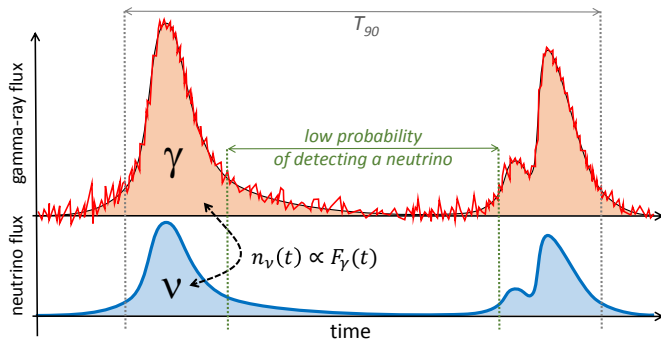 T90
gamma-ray flux
low probability
of detecting a neutrino
γ
neutrino flux
ν
nν(t) ∝ Fγ(t)
time